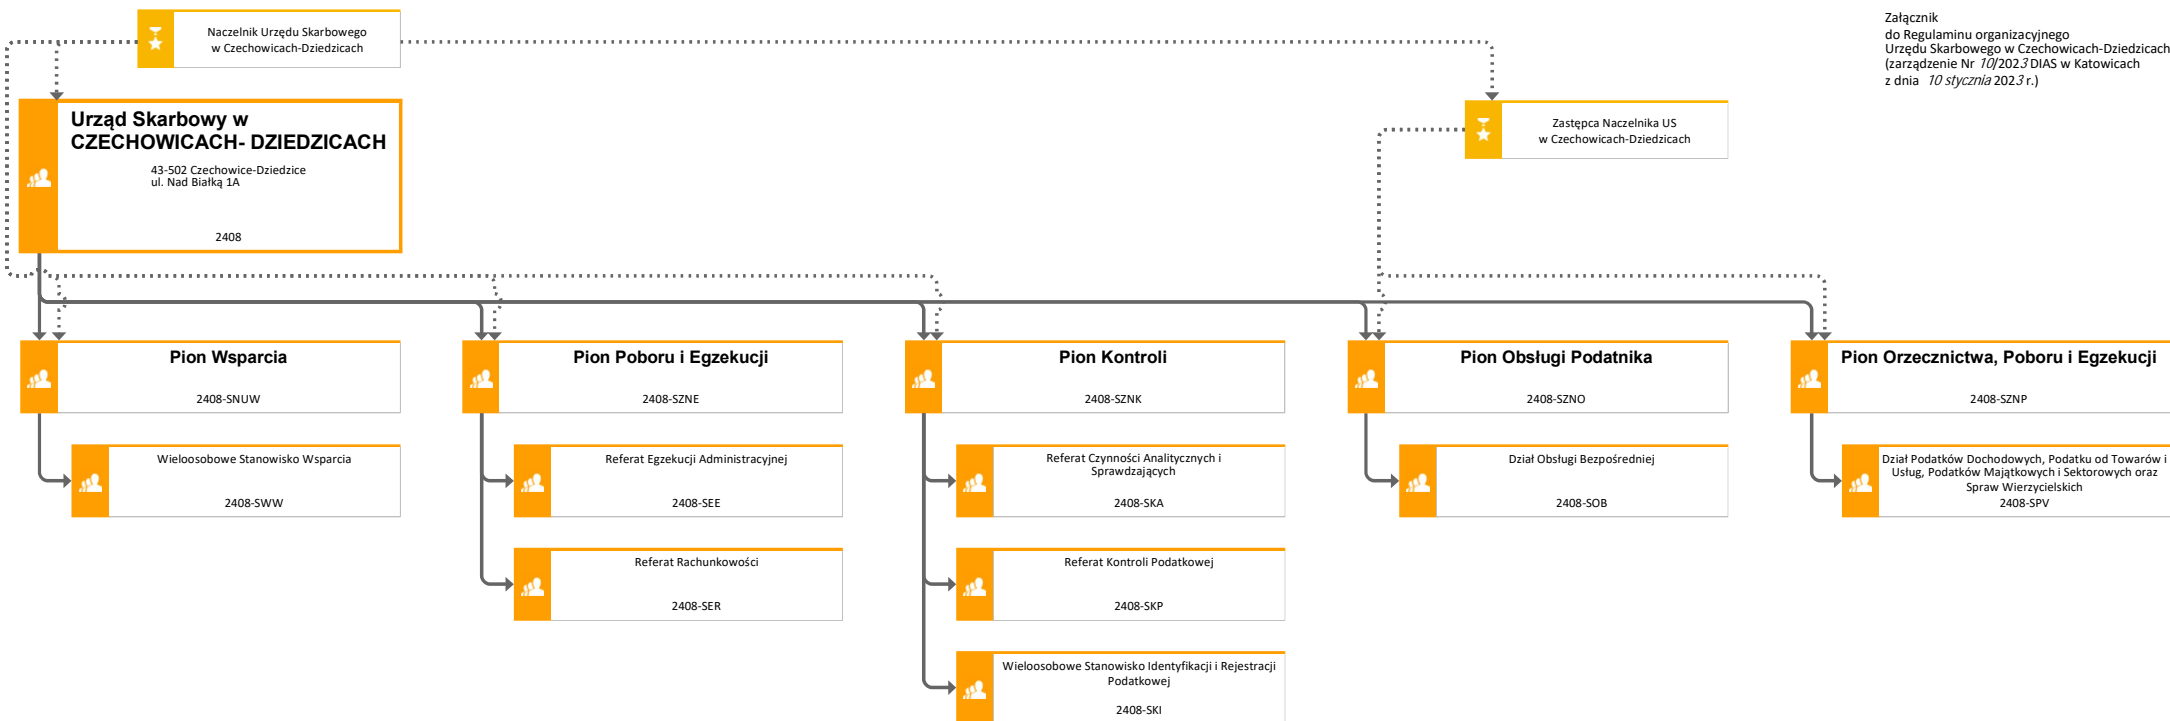 Naczelnik Urzędu Skarbowego
w Czechowicach-Dziedzicach
Załącznik
do Regulaminu organizacyjnego
Urzędu Skarbowego w Czechowicach-Dziedzicach
(zarządzenie Nr 10/2023 DIAS w Katowicach
z dnia 10 stycznia 2023 r.)
Urząd Skarbowy w
CZECHOWICACH- DZIEDZICACH
43-502 Czechowice-Dziedzice
ul. Nad Białką 1A
2408
Zastępca Naczelnika US
w Czechowicach-Dziedzicach
Pion Wsparcia
2408-SNUW
Pion Poboru i Egzekucji
2408-SZNE
Pion Kontroli
2408-SZNK
Pion Obsługi Podatnika
2408-SZNO
Pion Orzecznictwa, Poboru i Egzekucji
2408-SZNP
Wieloosobowe Stanowisko Wsparcia
2408-SWW
Referat Egzekucji Administracyjnej
2408-SEE
Referat Czynności Analitycznych i
Sprawdzających
2408-SKA
Dział Obsługi Bezpośredniej
2408-SOB
Dział Podatków Dochodowych, Podatku od Towarów i
Usług, Podatków Majątkowych i Sektorowych oraz
Spraw Wierzycielskich
2408-SPV
Referat Rachunkowości
2408-SER
Referat Kontroli Podatkowej
2408-SKP
Wieloosobowe Stanowisko Identyfikacji i Rejestracji
Podatkowej
2408-SKI